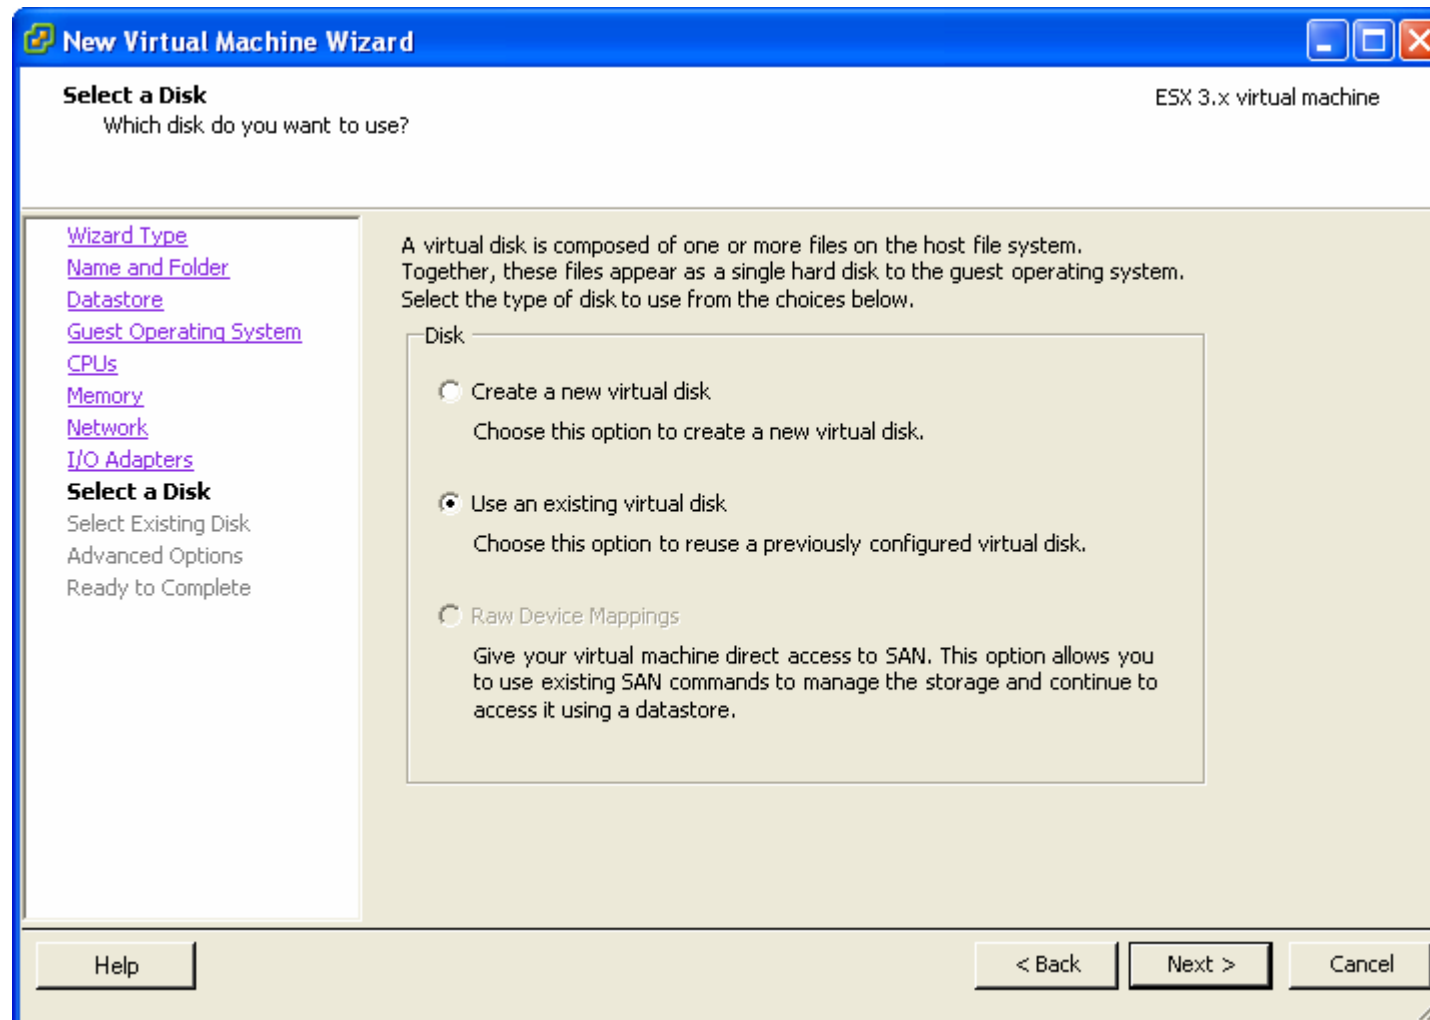 New Virtual Machine Wizard
Select a Disk
Which disk do you want to use?
ESX 3.x virtual machine
Wizard Type
Name and Folder
Datastore
Guest Operating System
CPUs
Memory
Network
I/O Adapters
Select a Disk
Select Existing Disk
Advanced Options
Ready to Complete
A virtual disk is composed of one or more files on the host file system.
Together, these files appear as a single hard disk to the guest operating system.
Select the type of disk to use from the choices below.
Disk
Create a new virtual disk
Choose this option to create a new virtual disk.
Use an existing virtual disk
Choose this option to reuse a previously configured virtual disk.
Raw Device Mappings
Give your virtual machine direct access to SAN. This option allows you
to use existing SAN commands to manage the storage and continue to
access it using a datastore.
Help
< Back
Next >
Cancel